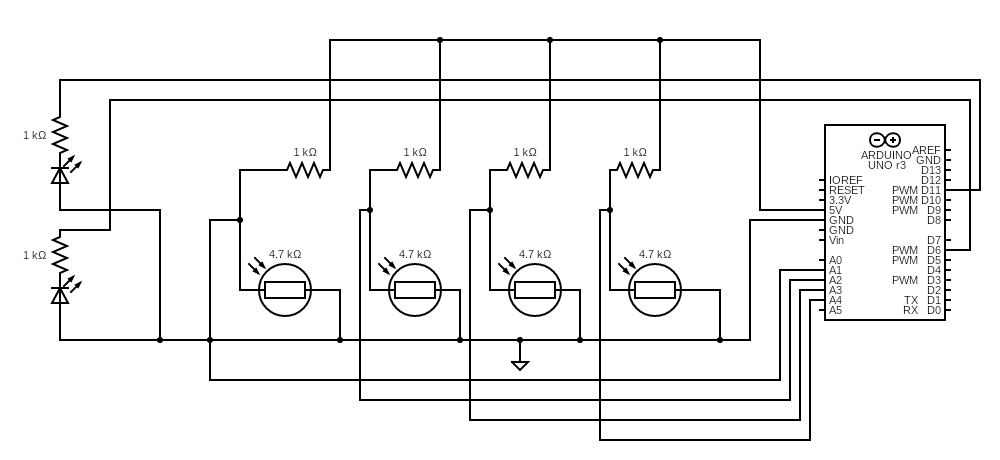 1 kΩ
1 kΩ
1 kΩ
1 kΩ
1 kΩ
1 kΩ
4.7 kΩ
4.7 kΩ
4.7 kΩ
4.7 kΩ
ARDUINO
UNO r3
IOREF
RESET
3.3V
5V
GND
GND
Vin
A0
A1
A2
A3
A4
A5
AREF
GND
D13
D12
PWM D11
PWM D10
PWM D9
D8
D7
PWM D6
PWM D5
D4
PWM D3
D2
TX D1
RX D0